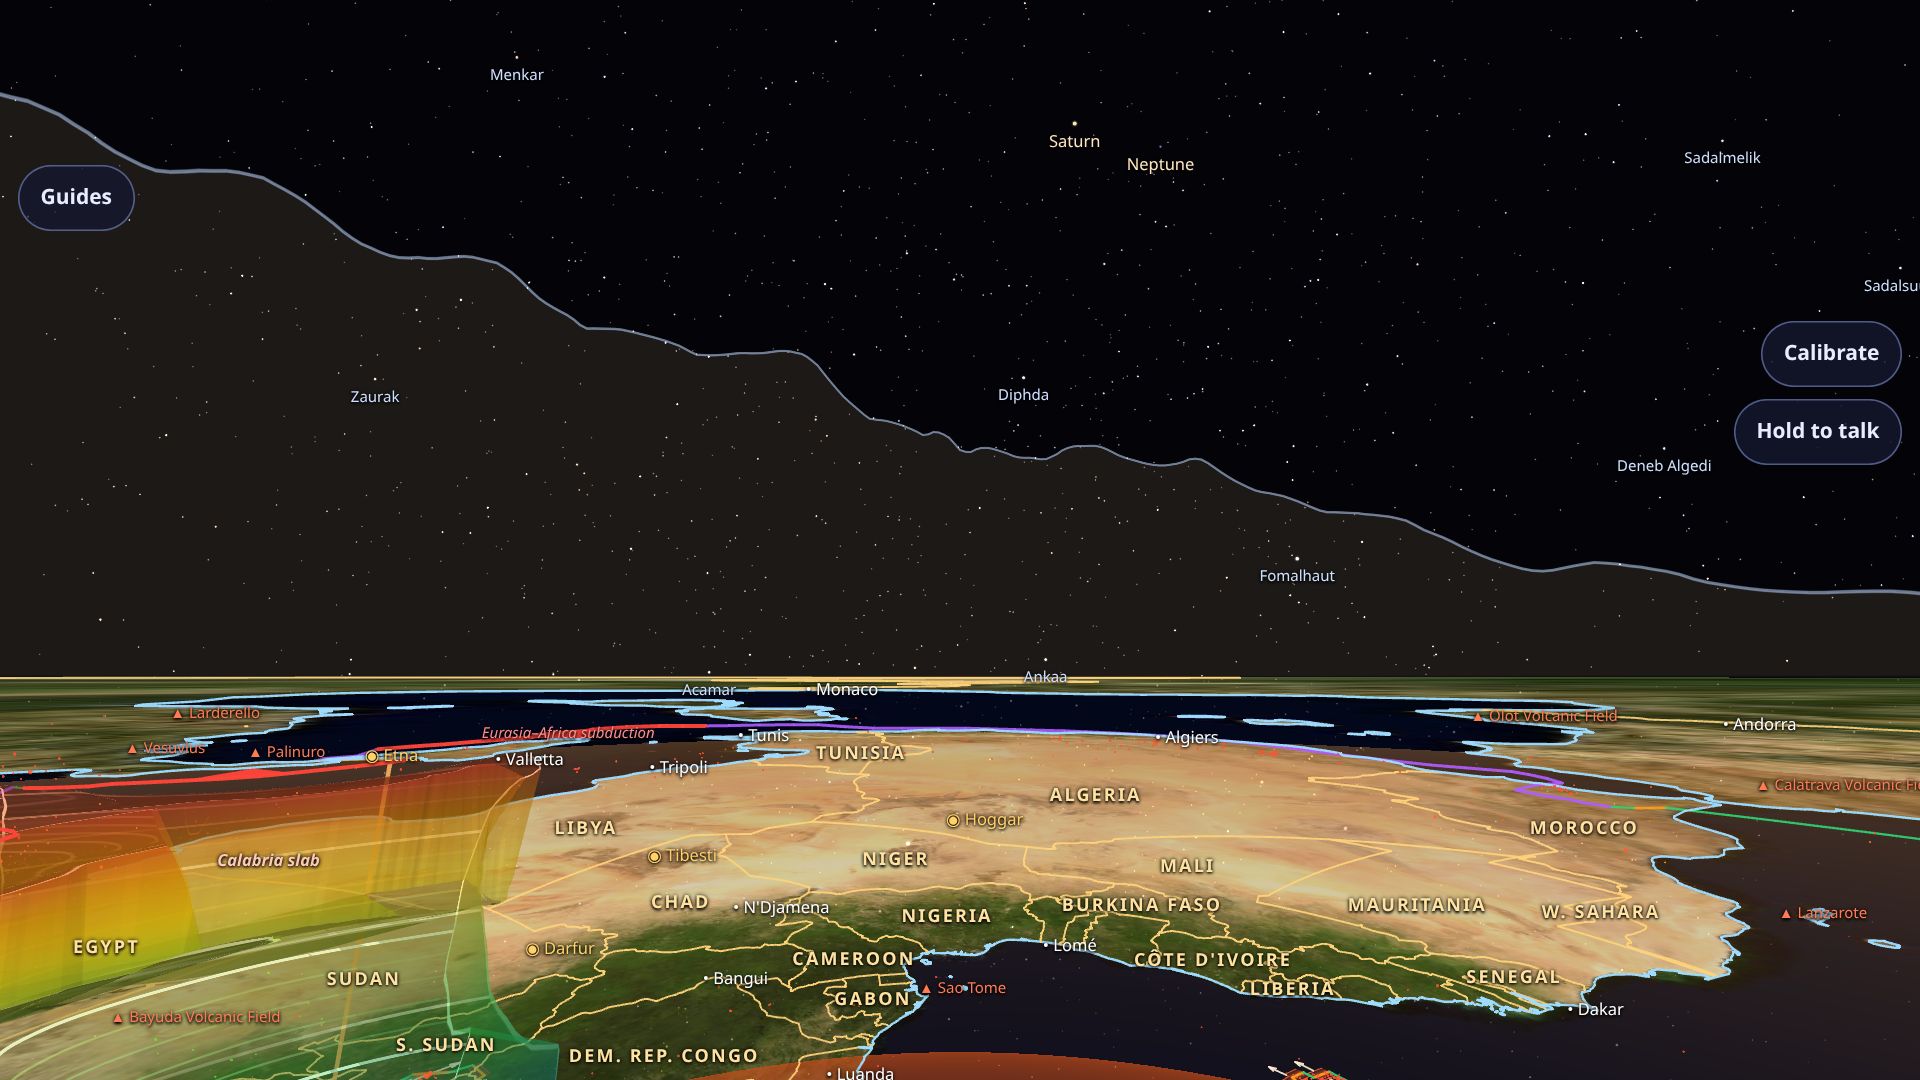 Menkar
Saturn
Neptune
Sadalmelik
Guides
Sadalsu
Calibrate
Zaurak
Diphda
Hold to talk
Deneb Algedi
Fomalhaut
Ankaa
Acamar
• Monaco
▲ Larderello
▲ Olot Volcanic Field
• Andorra
Eurasia-Africa subduction
• Tunis
• Algiers
▲ Vesuvius
▲ Palinuro
◉ Etna
• Valletta
TUNISIA
• Tripoli
▲ Calatrava Volcanic Fie
ALGERIA
◉ Hoggar
LIBYA
MOROCCO
Calabria slab
◉ Tibesti
NIGER
MALI
CHAD
• N'Djamena
NIGERIA
BURKINA FASO
MAURITANIA
W. SAHARA
▲ Lanzarote
EGYPT
◉ Darfur
• Lomé
CAMEROON
CÔTE D'IVOIRE
SUDAN
• Bangui
SENEGAL
▲ Sao Tome
LIBERIA
GABON
• Dakar
▲ Bayuda Volcanic Field
S. SUDAN
DEM. REP. CONGO
• Luanda